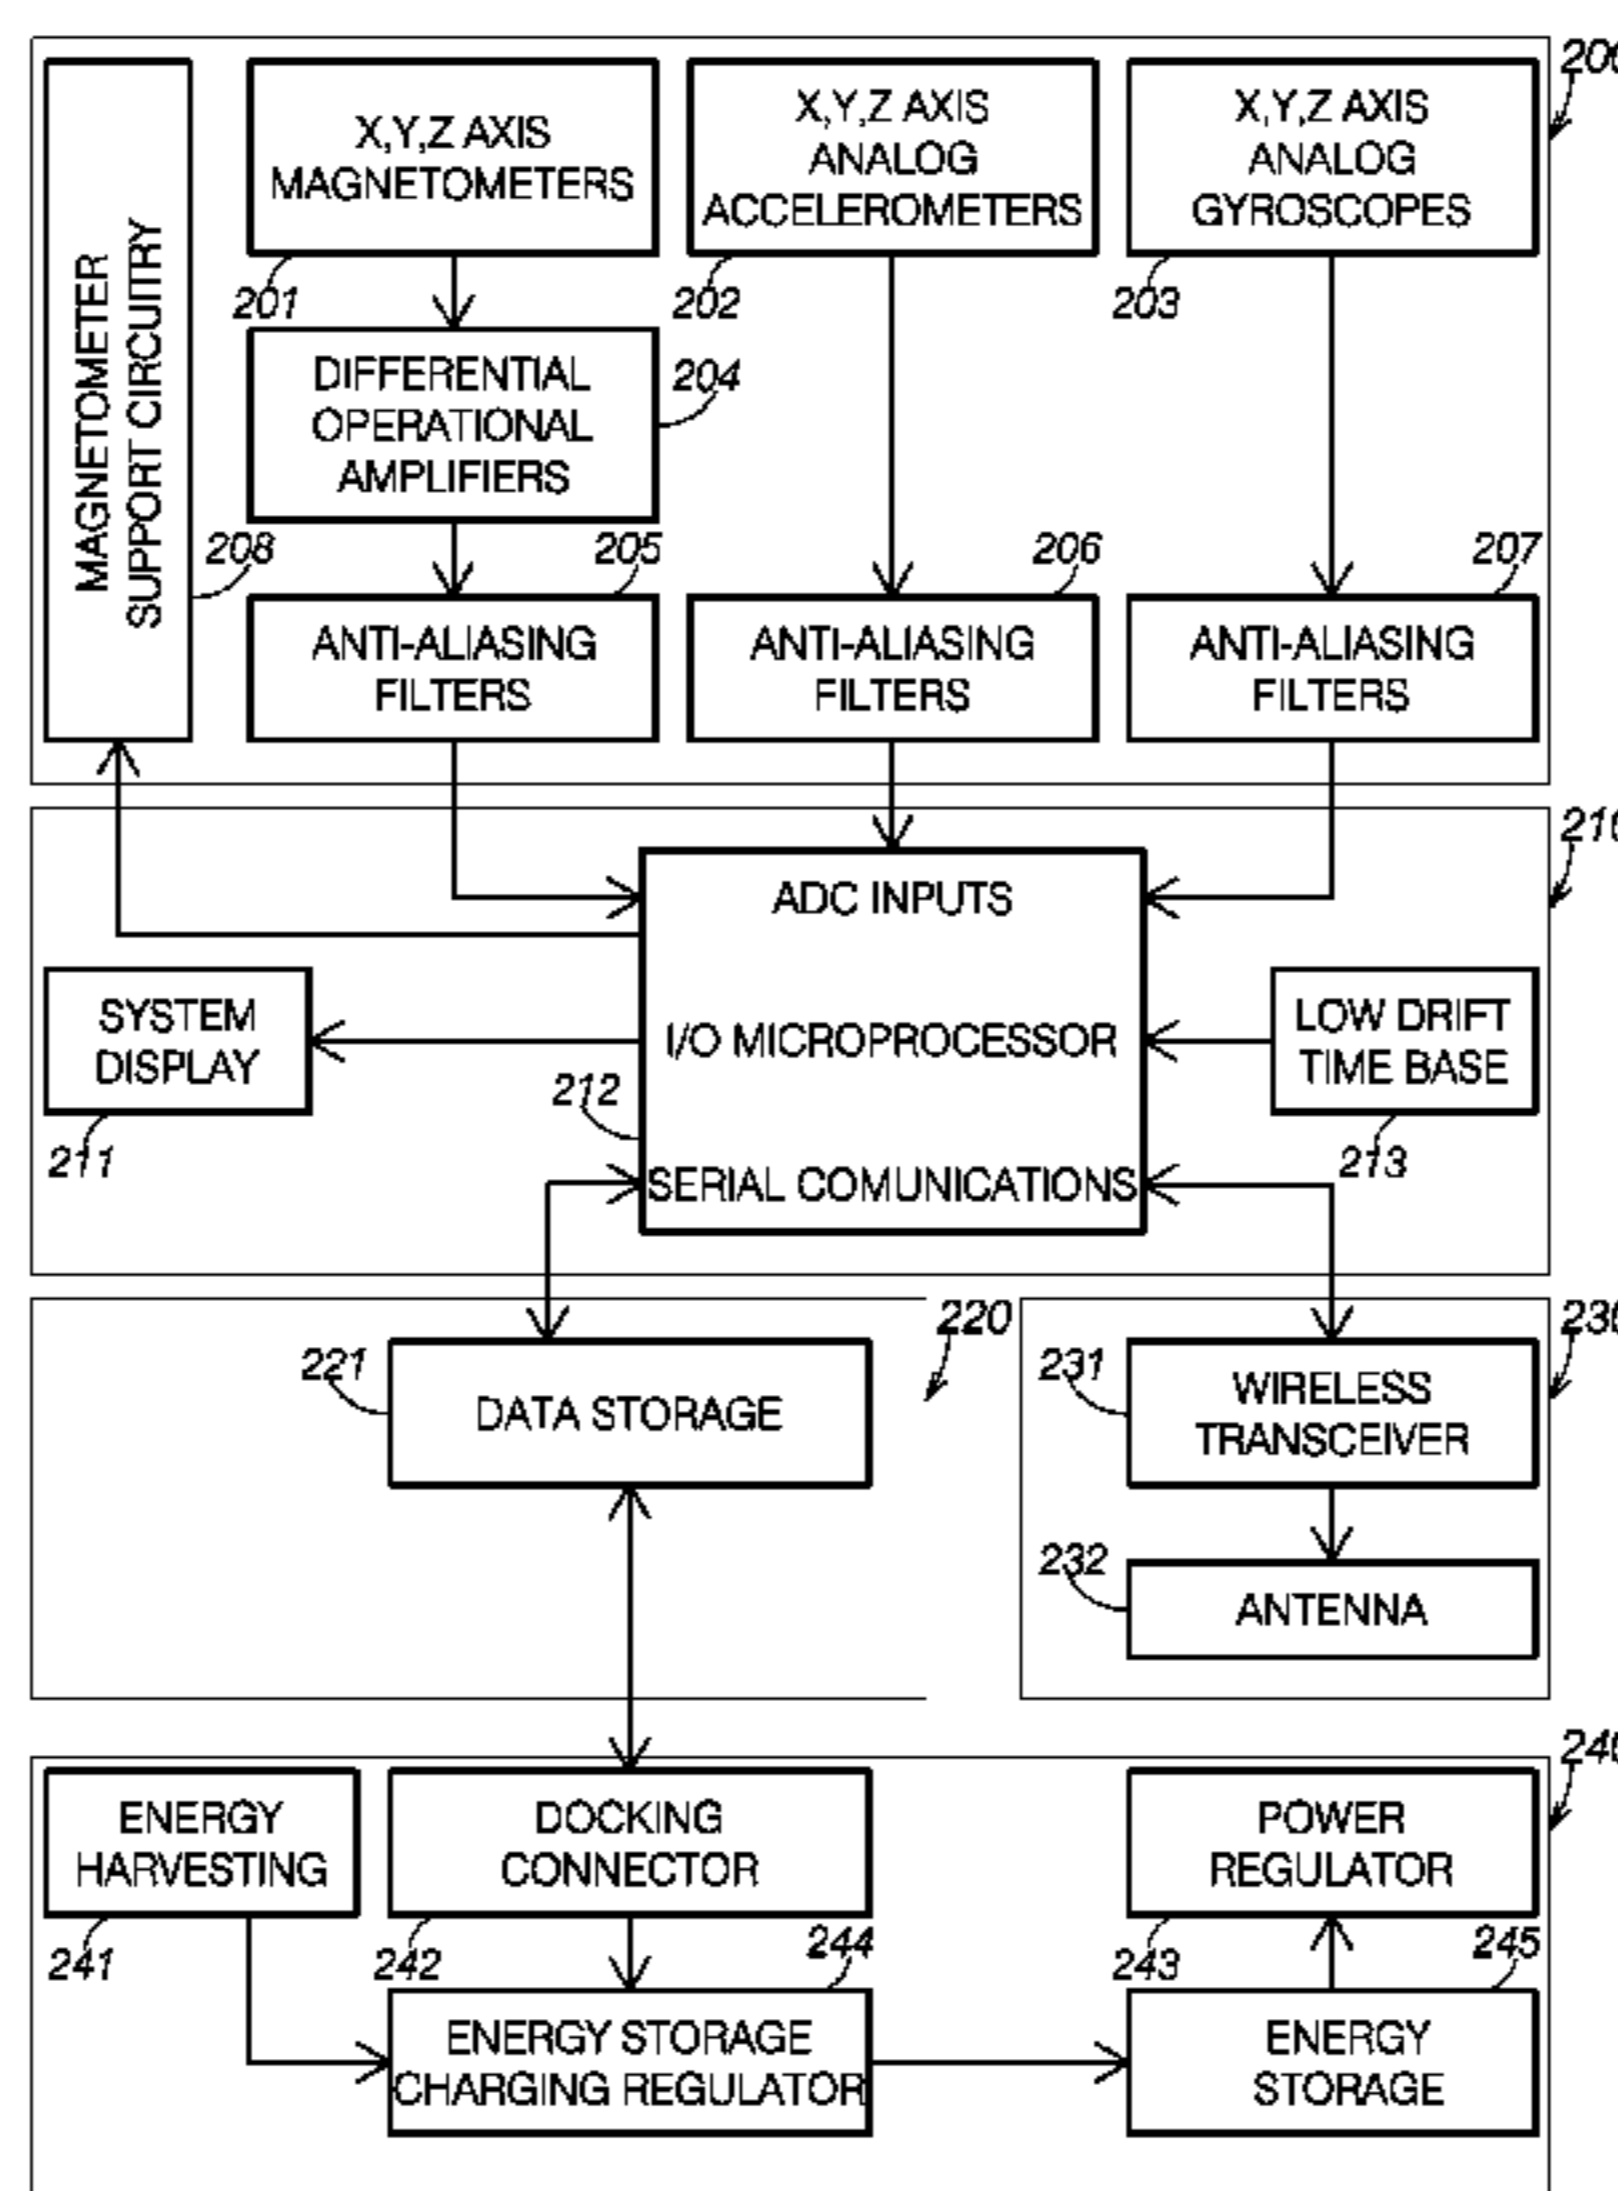 200
MAGNETOMETER
SUPPORT CIRCUITRY
X,Y,Z AXIS
MAGNETOMETERS
X,Y,Z AXIS
ANALOG
ACCELEROMETERS
X,Y,Z AXIS
ANALOG
GYROSCOPES
201
202
203
DIFFERENTIAL
OPERATIONAL
AMPLIFIERS
204
208
205
206
207
ANTI-ALIASING
FILTERS
ANTI-ALIASING
FILTERS
ANTI-ALIASING
FILTERS
210
ADC INPUTS
SYSTEM
DISPLAY
I/O MICROPROCESSOR
LOW DRIFT
TIME BASE
212
211
213
SERIAL COMUNICATIONS
220
230
221
DATA STORAGE
231
WIRELESS
TRANSCEIVER
232
ANTENNA
240
ENERGY
HARVESTING
DOCKING
CONNECTOR
POWER
REGULATOR
241
242
244
243
245
ENERGY STORAGE
CHARGING REGULATOR
ENERGY
STORAGE